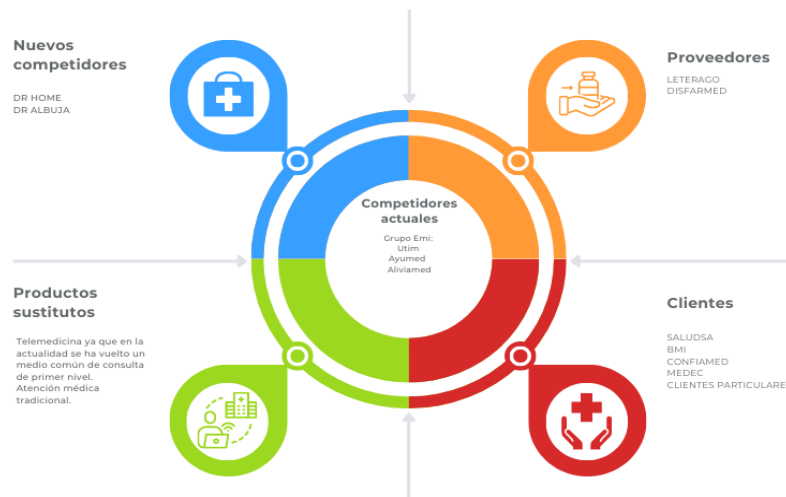 Nuevos
competidores
DR HOME
DR ALBUJA
Proveedores
LETERAGO
DISFARMED
Competidores
actuales
Grupo Emi:
Utim
Ayumed
Aliviamed
Productos
sustitutos
Telemedicina ya que en la
actualidad se ha vuelto un
medio común de consulta
de primer nivel.
Atención médica
tradicional.
Clientes
SALUDSA
BMI
CONFIAMED
MEDEC
CLIENTES PARTICULARE